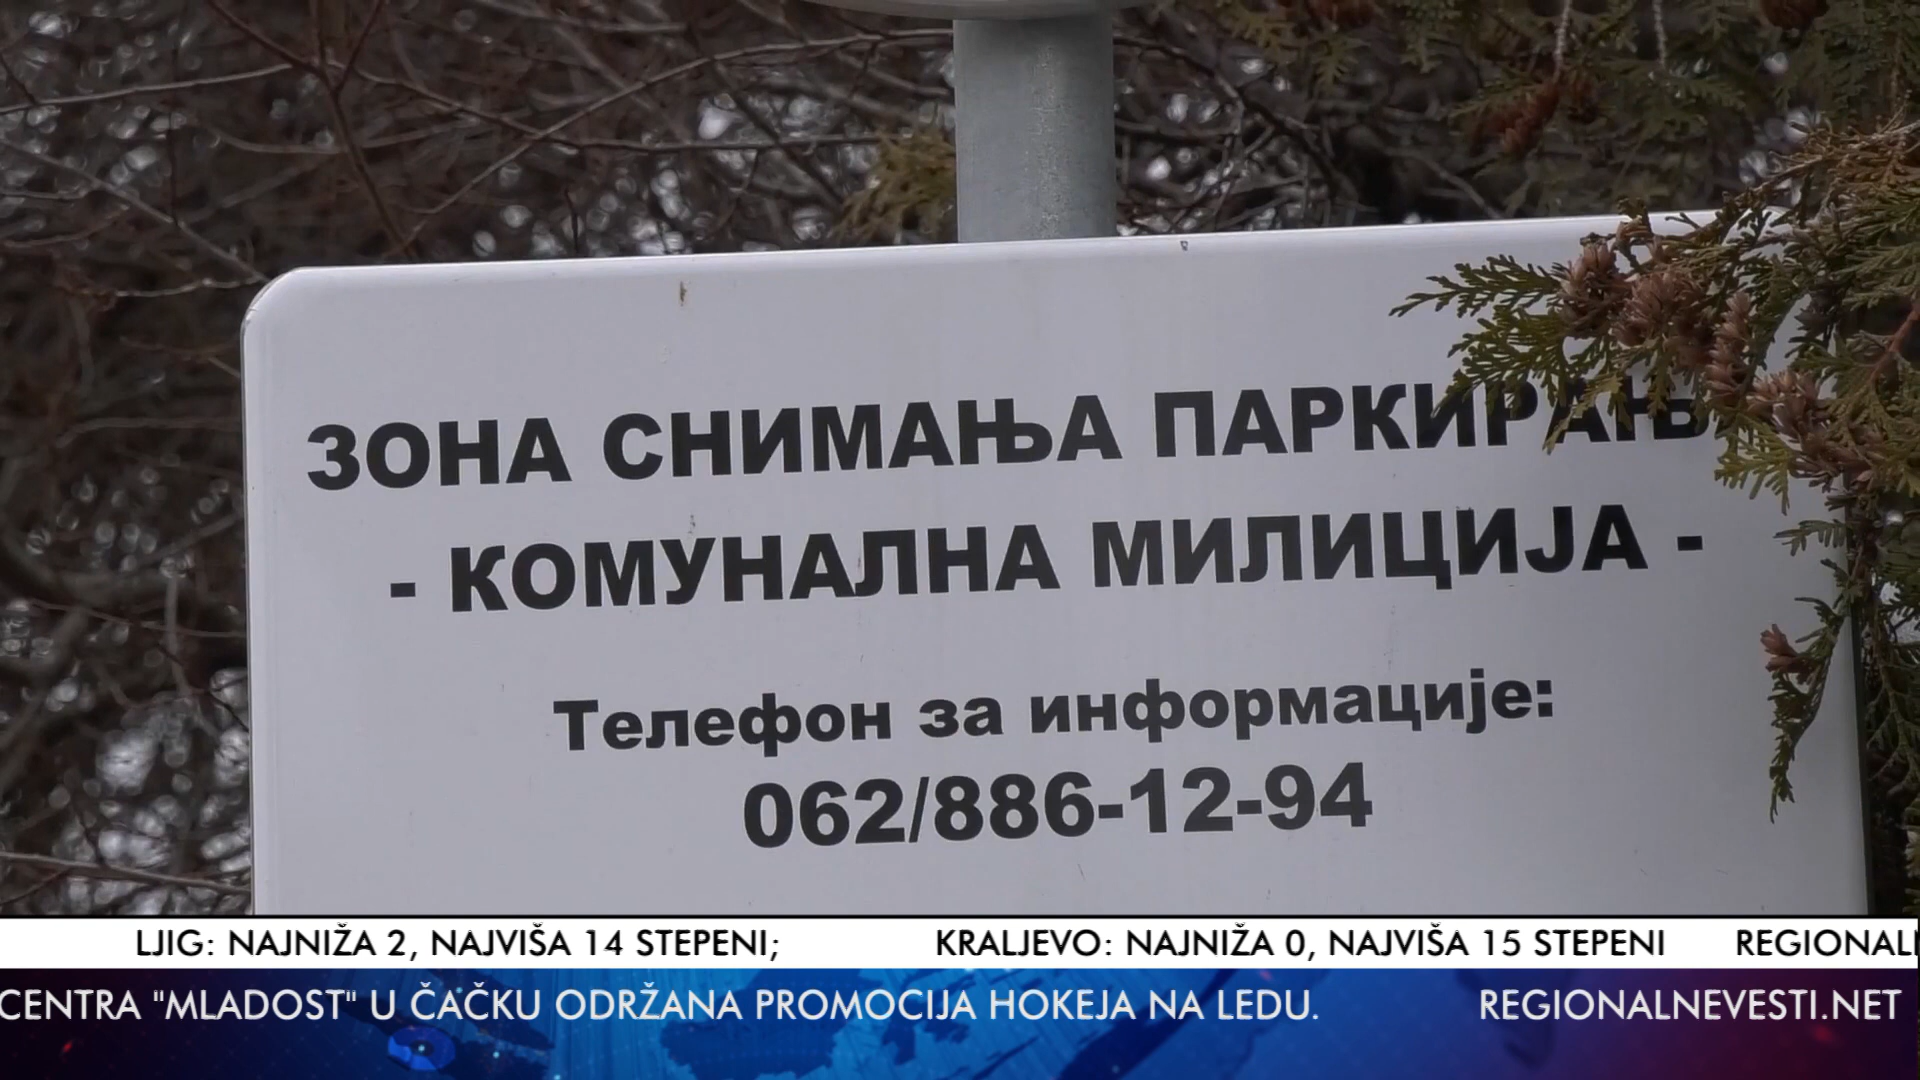 ЗОНА СНИМАЊА ПАРКИРАЊ
- КОМУНАЛНА МИЛИЦИЈА -
Телефон за информације:
062/886-12-94
LJIG: NAJNIŽA 2, NAJVIŠA 14 STEPENI; KRALJEVO: NAJNIŽA 0, NAJVIŠA 15 STEPENI REGIONAL
CENTRA "MLADOST" U ČAČKU ODRŽANA PROMOCIJA HOKEJA NA LEDU. REGIONALNEVESTI.NET